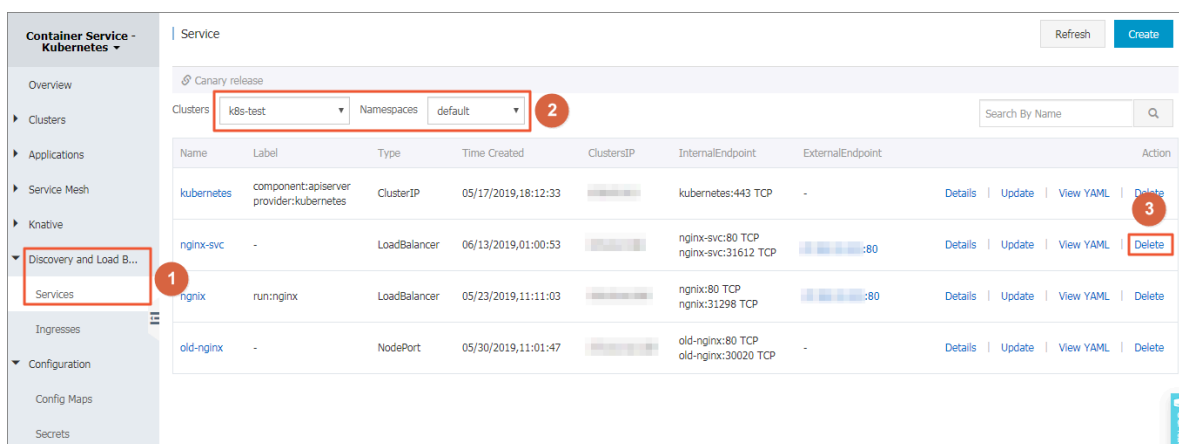 Container Service -
Kubernetes
Overview
Clusters
Applications
Service Mesh
Knative
Discovery and Load B...
Services
Ingresses
Configuration
Config Maps
Secrets
1
Service
Refresh
Create
Canary release
Clusters
k8s-test
Namespaces
default
2
Search By Name
Name Label Type Time Created ClustersIP InternalEndpoint ExternalEndpoint Action
kubernetes component:apiserver ClusterIP 05/17/2019,18:12:33 kubernetes:443 TCP - Details | Update | View YAML | Delete
provider:kubernetes
3
nginx-svc - LoadBalancer 06/13/2019,01:00:53 nginx-svc:80 TCP :80 Details | Update | View YAML | Delete
nginx-svc:31612 TCP
ngnix run:nginx LoadBalancer 05/23/2019,11:11:03 ngnix:80 TCP :80 Details | Update | View YAML | Delete
ngnix:31298 TCP
old-nginx - NodePort 05/30/2019,11:01:47 old-nginx:80 TCP - Details | Update | View YAML | Delete
old-nginx:30020 TCP